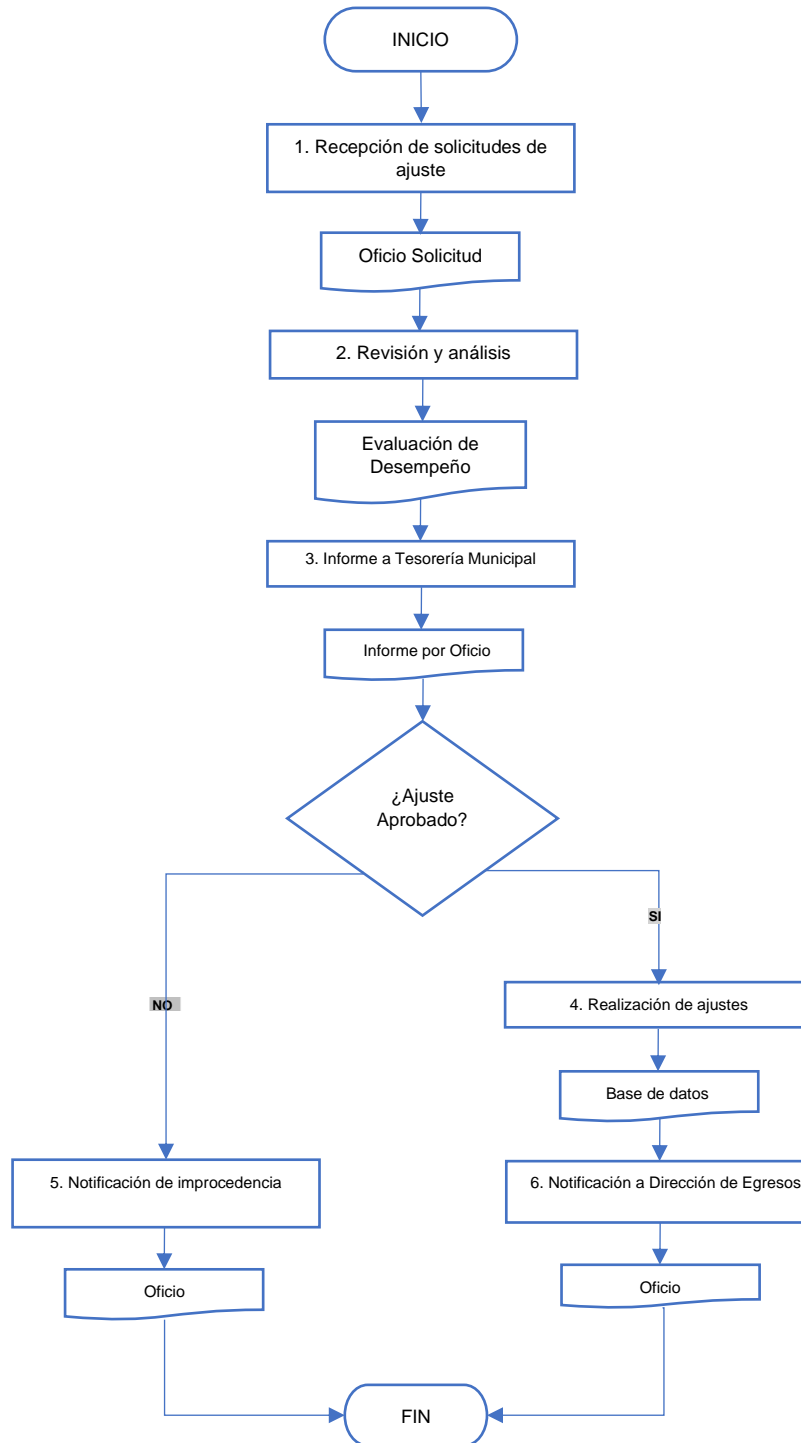 INICIO
1. Recepción de solicitudes de
ajuste
Oficio Solicitud
2. Revisión y análisis
Evaluación de
Desempeño
3. Informe a Tesorería Municipal
Informe por Oficio
¿Ajuste
Aprobado?
SI
NO
4. Realización de ajustes
Base de datos
5. Notificación de improcedencia
6. Notificación a Dirección de Egresos
Oficio
Oficio
FIN